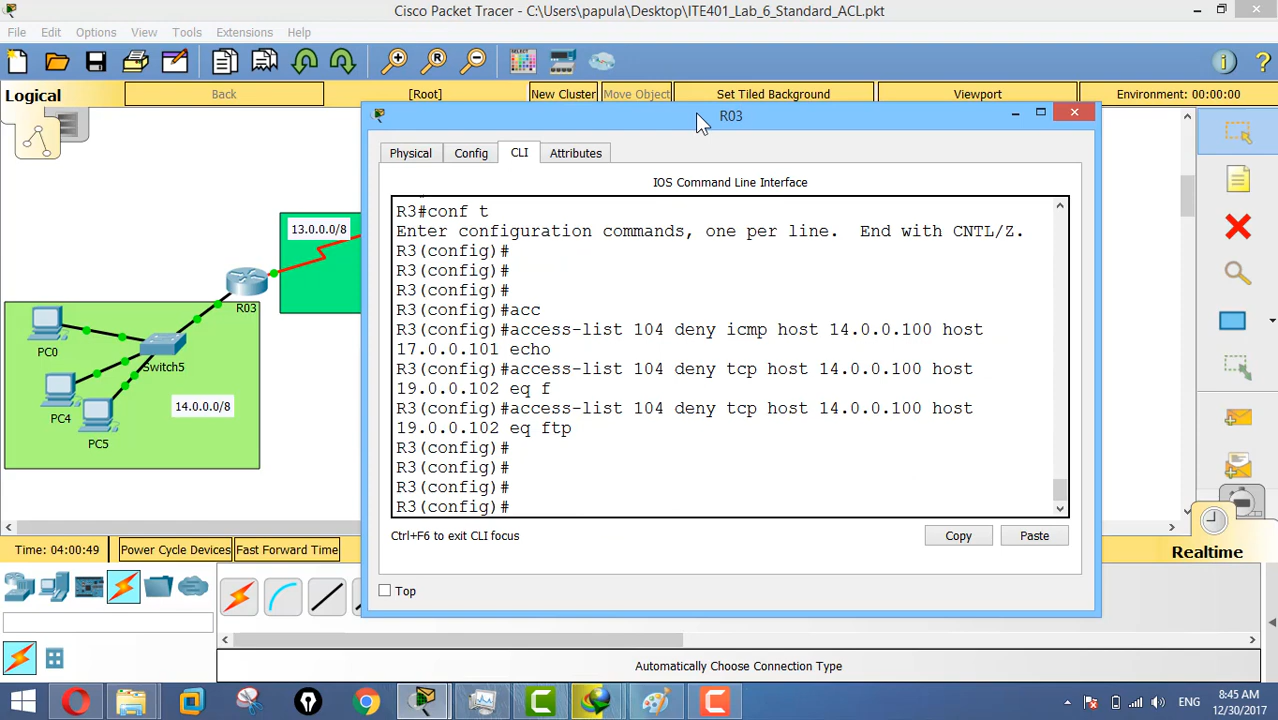 Cisco Packet Tracer - C:\Users\papula\Desktop\ITE401_Lab_6_Standard_ACL.pkt
File Edit Options View Tools Extensions Help
Logical
Back
[Root]
New Cluster
Move Object
Set Tiled Background
Viewport
Environment: 00:00:00
R03
Physical
Config
CLI
Attributes
IOS Command Line Interface
R3#conf t
Enter configuration commands, one per line.  End with CNTL/Z.
R3(config)#
R3(config)#
R3(config)#
R3(config)#acc
R3(config)#access-list 104 deny icmp host 14.0.0.100 host
17.0.0.101 echo
R3(config)#access-list 104 deny tcp host 14.0.0.100 host
19.0.0.102 eq f
R3(config)#access-list 104 deny tcp host 14.0.0.100 host
19.0.0.102 eq ftp
R3(config)#
R3(config)#
R3(config)#
R3(config)#
Ctrl+F6 to exit CLI focus
Copy
Paste
Top
13.0.0.0/8
R03
PC0
Switch5
PC4
14.0.0.0/8
PC5
Time: 04:00:49
Power Cycle Devices
Fast Forward Time
Realtime
Automatically Choose Connection Type
ENG
8:45 AM
12/30/2017